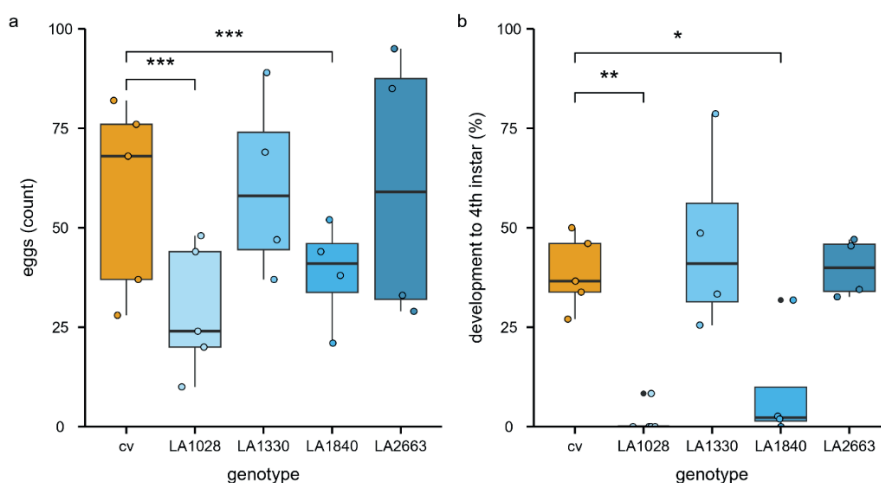 a
eggs (count)
100
75
50
25
0
***
***
cv LA1028 LA1330 LA1840 LA2663
genotype
b
development to 4th instar (%)
100
75
50
25
0
*
**
cv LA1028 LA1330 LA1840 LA2663
genotype